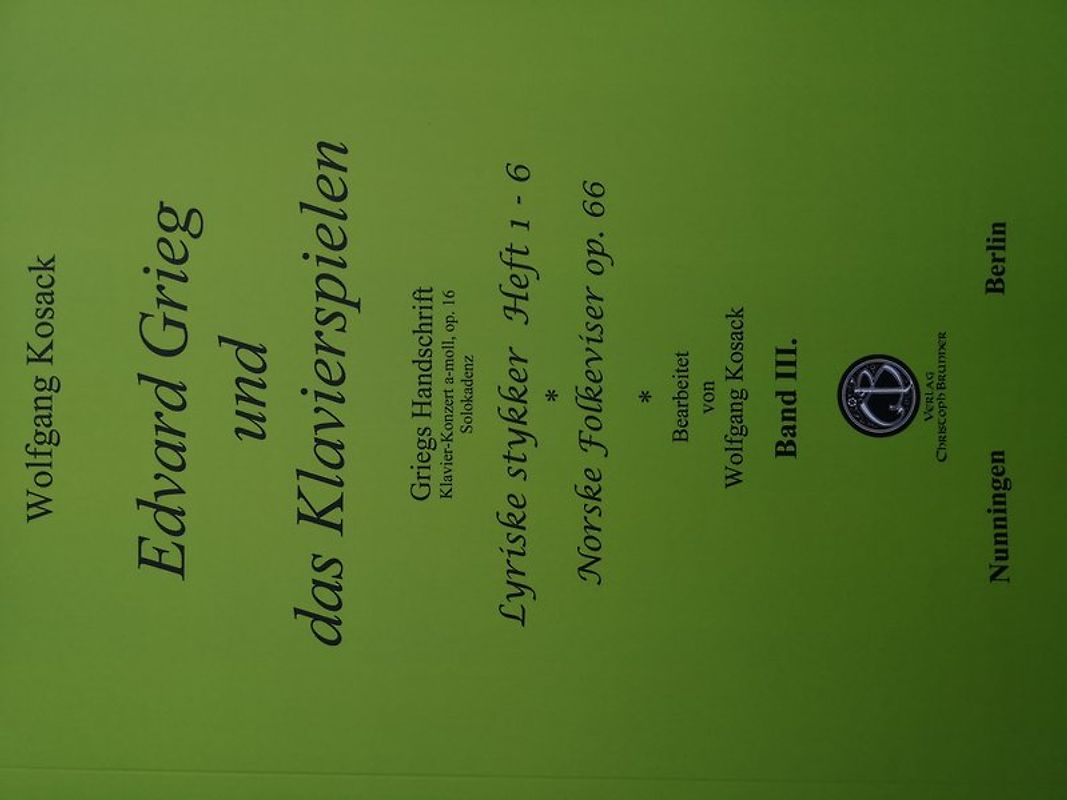 Wolfgang Kosack
Edvard Grieg
und
das Klavierspielen
Griegs Handschrift
Klavier-Konzert a-moll, op. 16
Solokadenz
Lyriske stykker Heft 1 - 6
*
Norske Folkeviser op. 66
*
Bearbeitet
von
Wolfgang Kosack
Band III.
VERLAG
CHRISTOPH BRUNNER
Nunningen Berlin